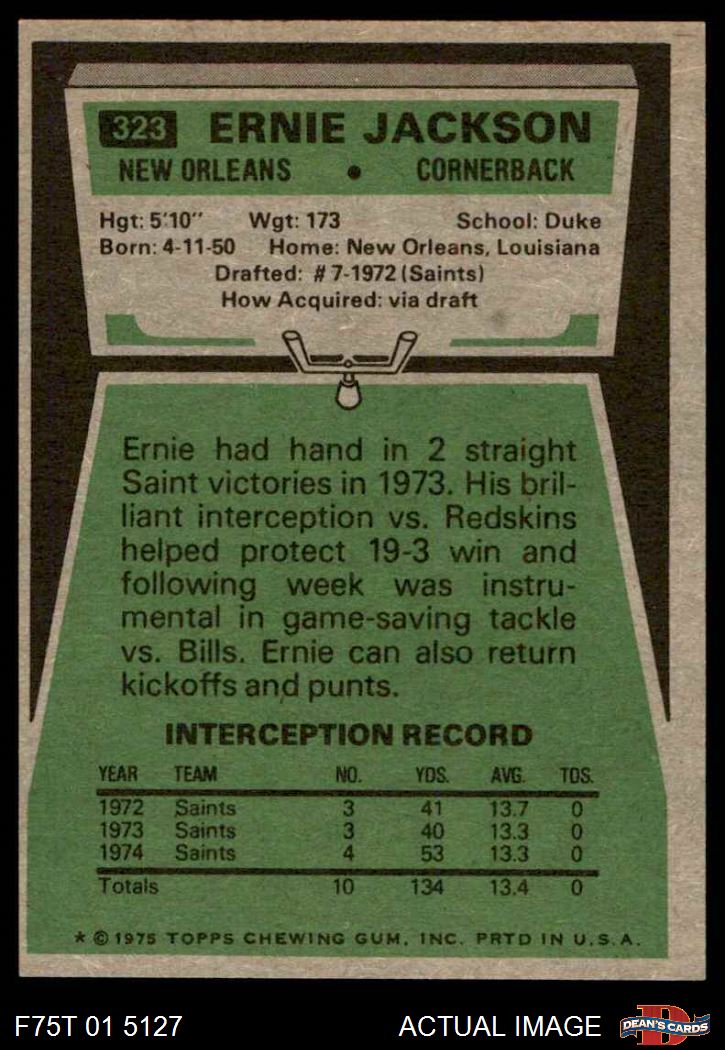 323 ERNIE JACKSON
NEW ORLEANS • CORNERBACK
Hgt: 5'10" Wgt: 173 School: Duke
Born: 4-11-50 Home: New Orleans, Louisiana
Drafted: #7-1972 (Saints)
How Acquired: via draft
Ernie had hand in 2 straight
Saint victories in 1973. His bril-
liant interception vs. Redskins
helped protect 19-3 win and
following week was instru-
mental in game-saving tackle
vs. Bills. Ernie can also return
kickoffs and punts.
INTERCEPTION RECORD
YEAR TEAM NO. YDS. AVG. TDS.
1972 Saints 3 41 13.7 0
1973 Saints 3 40 13.3 0
1974 Saints 4 53 13.3 0
Totals 10 134 13.4 0
* © 1975 TOPPS CHEWING GUM, INC. PRTD IN U.S.A.
F75T 01 5127 ACTUAL IMAGE D DEAN'S CARDS